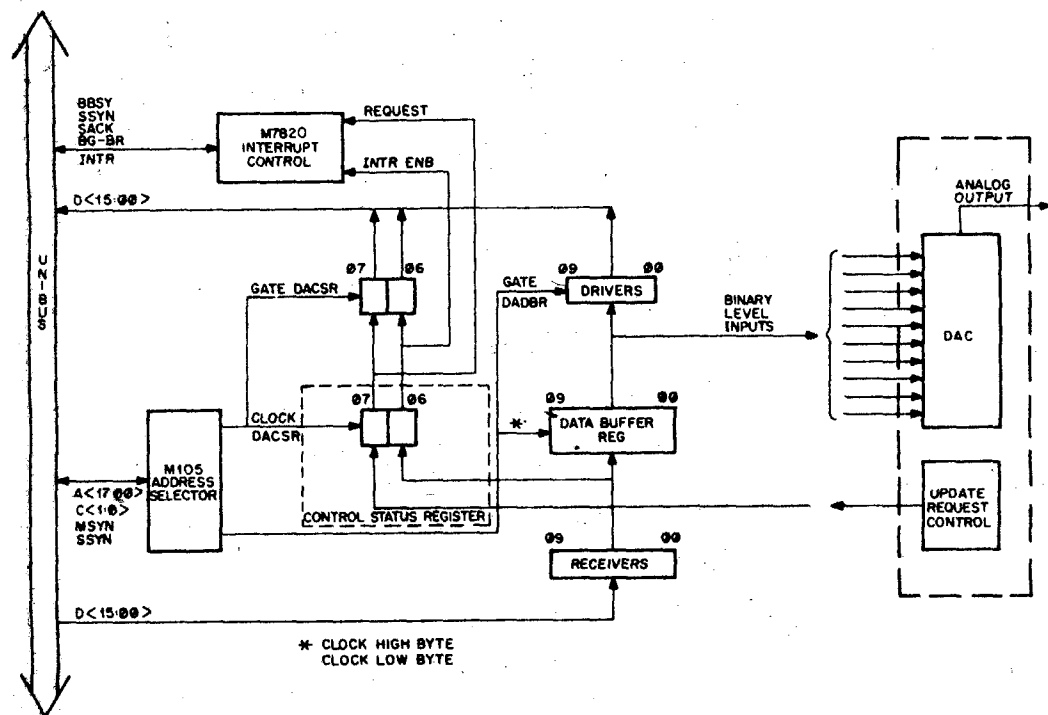 BBSY
SSYN
SACK
BG-BR
INTR
M7820
INTERRUPT
CONTROL
REQUEST
INTR ENB
D<15:00>
UNIBUS
07 06
GATE DACSR
09 00
DRIVERS
GATE
DADBR
BINARY
LEVEL
INPUTS
ANALOG
OUTPUT
DAC
07 06
CLOCK
DACSR
CONTROL STATUS REGISTER
09 00
*
DATA BUFFER
REG
M105
ADDRESS
SELECTOR
A<17:00>
C<1:0>
MSYN
SSYN
UPDATE
REQUEST
CONTROL
09 00
RECEIVERS
D<15:00>
* CLOCK HIGH BYTE
CLOCK LOW BYTE